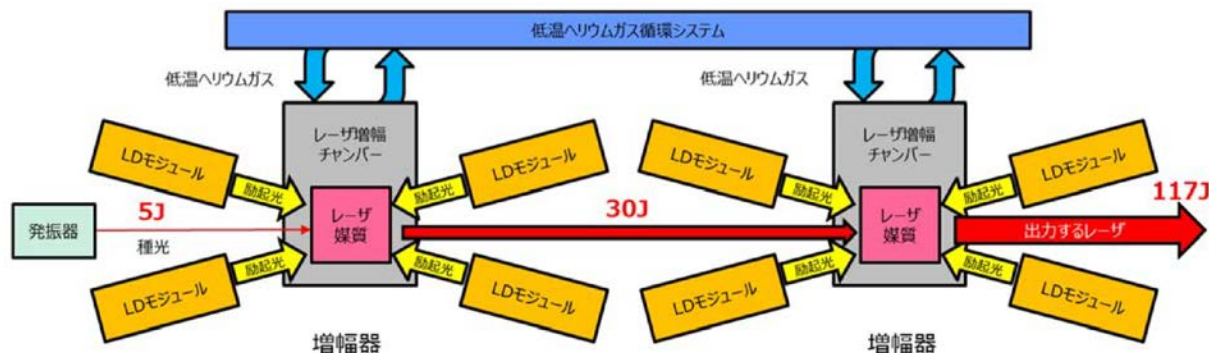 低温ヘリウムガス循環システム
低温ヘリウムガス
低温ヘリウムガス
レーザ増幅
チャンバー
レーザ増幅
チャンバー
LDモジュール
LDモジュール
LDモジュール
LDモジュール
励起光
励起光
励起光
励起光
117J
発振器
5J
種光
レーザ
媒質
30J
レーザ
媒質
出力するレーザ
励起光
励起光
励起光
励起光
LDモジュール
LDモジュール
LDモジュール
LDモジュール
増幅器
増幅器